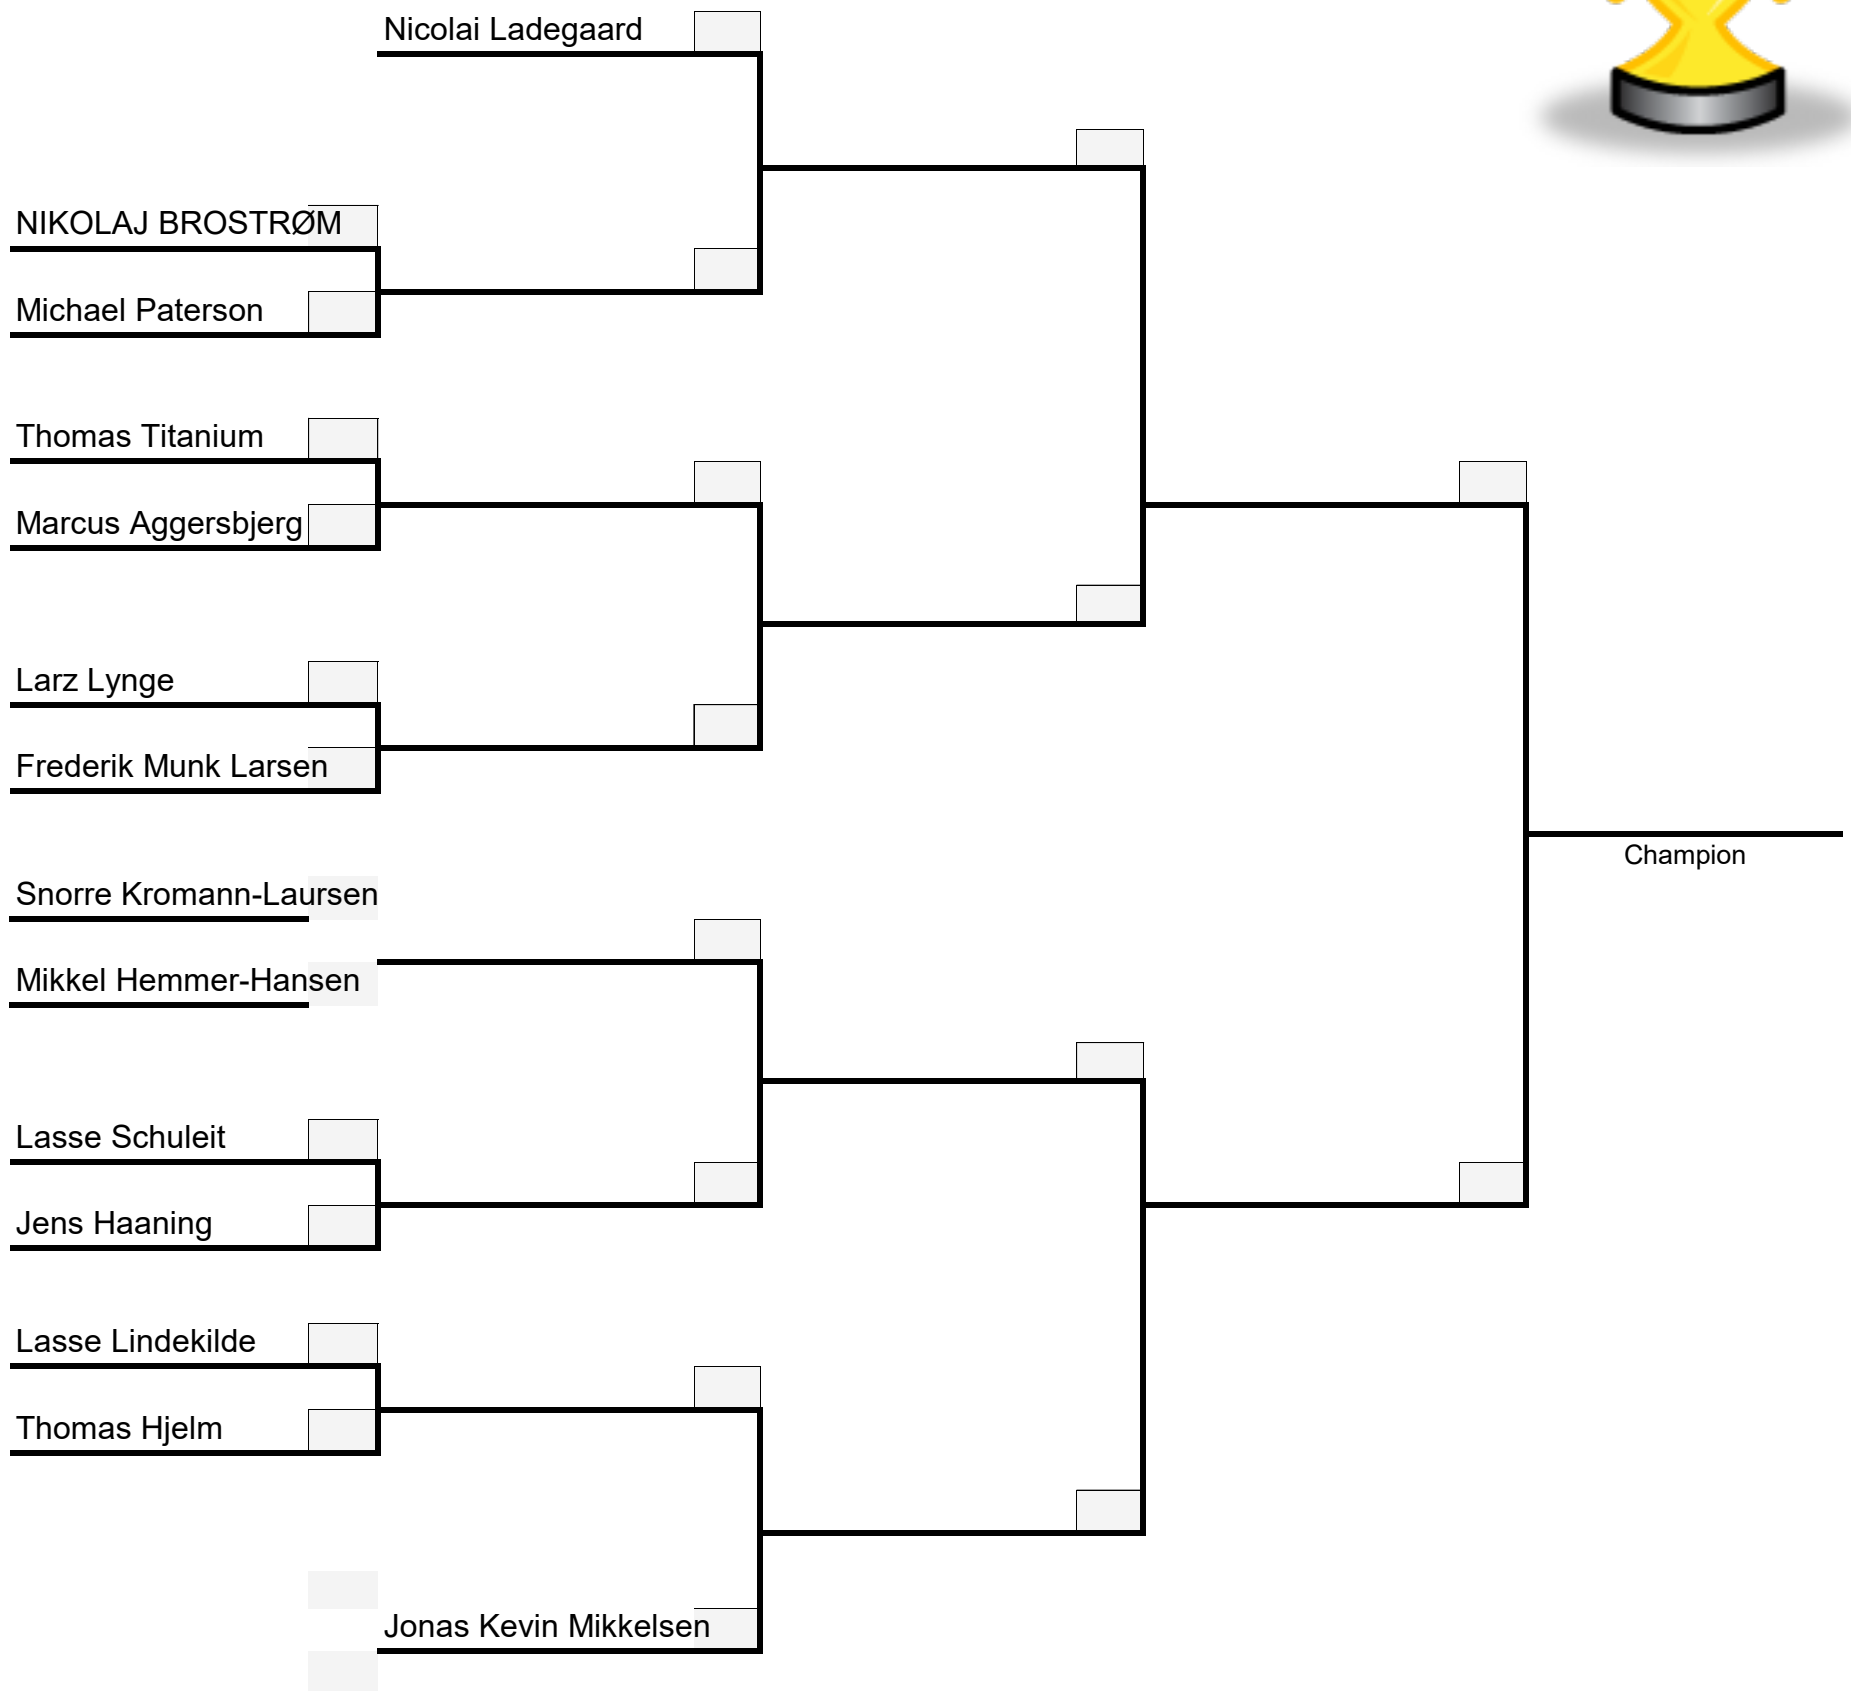 Nicolai Ladegaard
NIKOLAJ BROSTRØM
Michael Paterson
Thomas Titanium
Marcus Aggersbjerg
Larz Lynge
Frederik Munk Larsen
Champion
Snorre Kromann-Laursen
Mikkel Hemmer-Hansen
Lasse Schuleit
Jens Haaning
Lasse Lindekilde
Thomas Hjelm
Jonas Kevin Mikkelsen